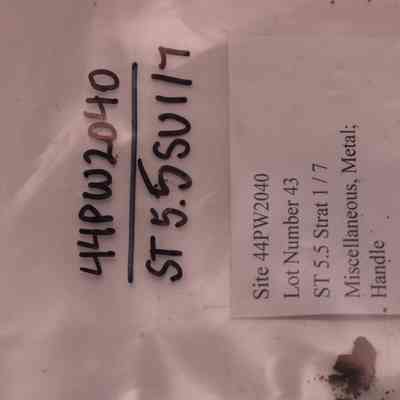 44PW2040
ST 5.5 SU 1/7
Site 44PW2040
Lot Number 43
ST 5.5 Strat 1 / 7
Miscellaneous, Metal;
Handle